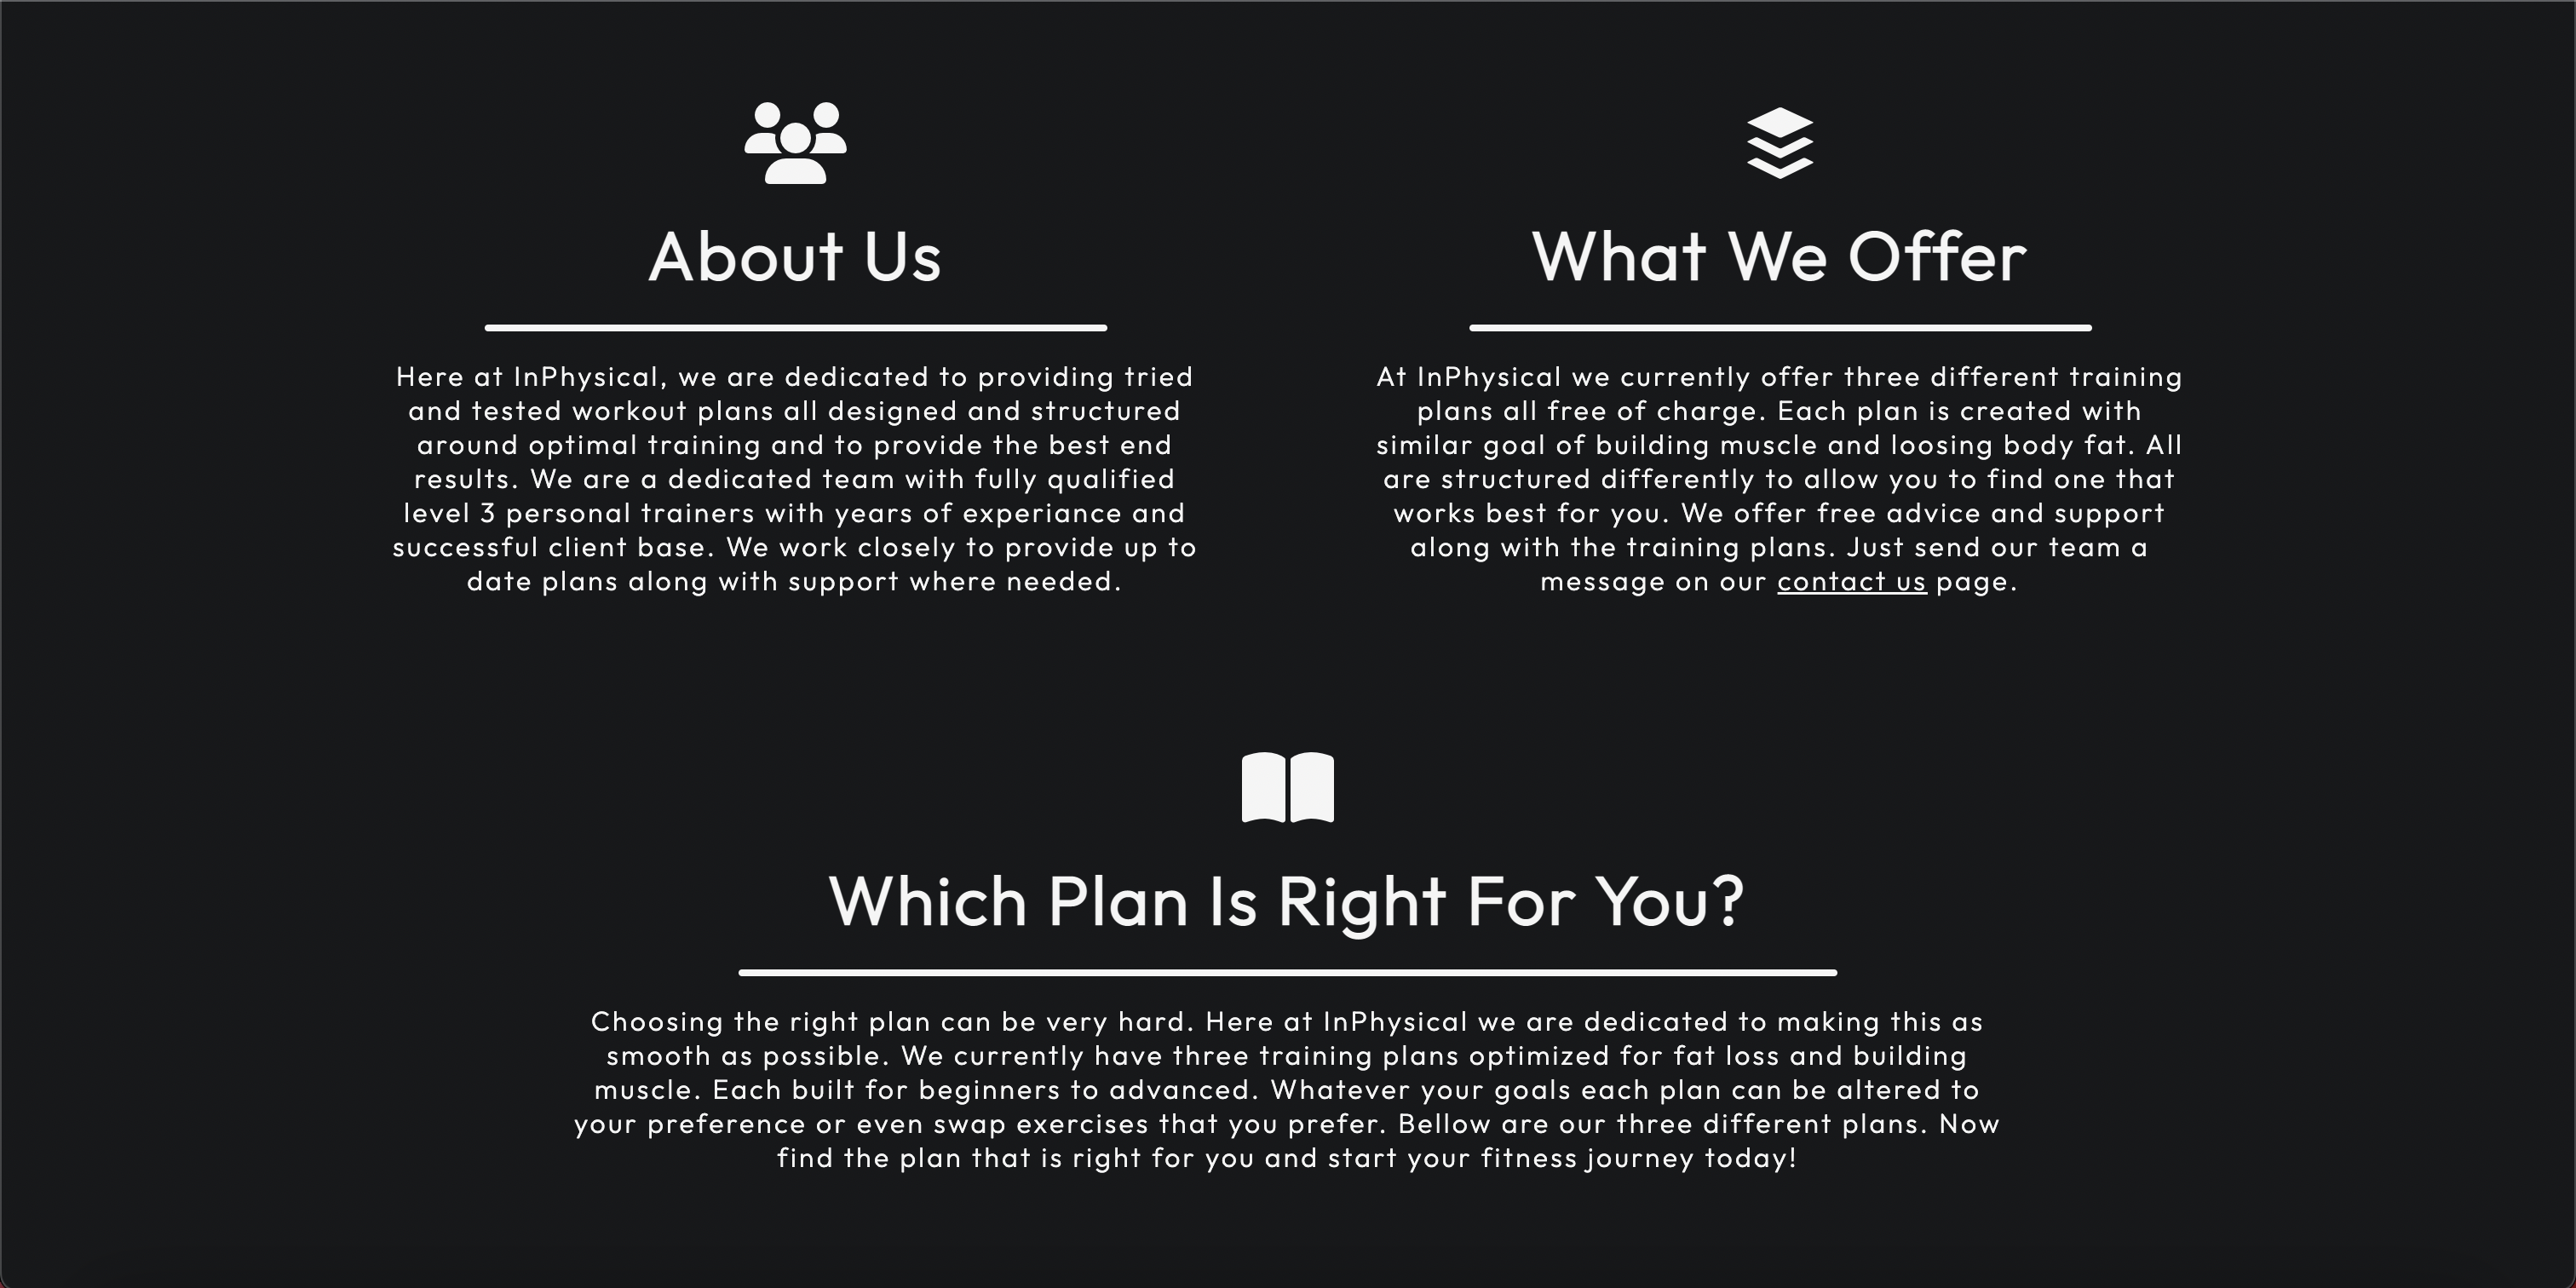 About Us
Here at InPhysical, we are dedicated to providing tried
and tested workout plans all designed and structured
around optimal training and to provide the best end
results. We are a dedicated team with fully qualified
level 3 personal trainers with years of experiance and
successful client base. We work closely to provide up to
date plans along with support where needed.
What We Offer
At InPhysical we currently offer three different training
plans all free of charge. Each plan is created with
similar goal of building muscle and loosing body fat. All
are structured differently to allow you to find one that
works best for you. We offer free advice and support
along with the training plans. Just send our team a
message on our contact us page.
Which Plan Is Right For You?
Choosing the right plan can be very hard. Here at InPhysical we are dedicated to making this as
smooth as possible. We currently have three training plans optimized for fat loss and building
muscle. Each built for beginners to advanced. Whatever your goals each plan can be altered to
your preference or even swap exercises that you prefer. Bellow are our three different plans. Now
find the plan that is right for you and start your fitness journey today!